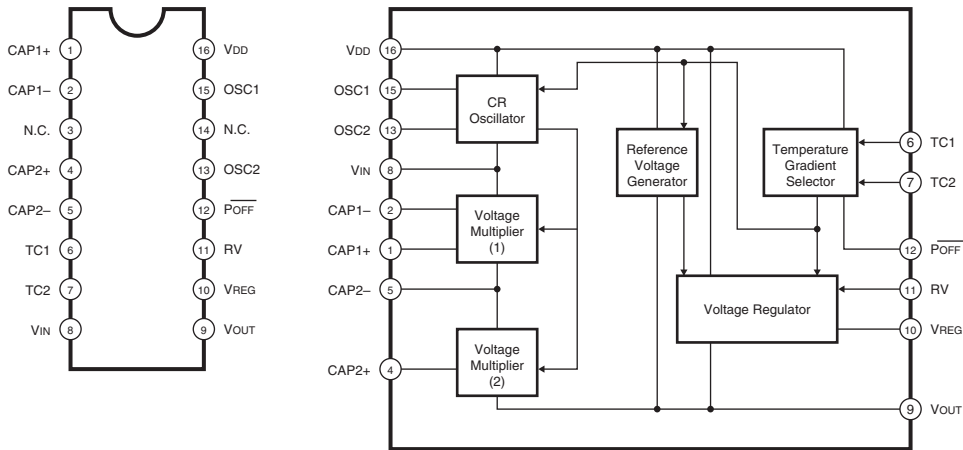 CAP1+ 1
CAP1– 2
N.C. 3
CAP2+ 4
CAP2– 5
TC1 6
TC2 7
VIN 8
16 VDD
15 OSC1
14 N.C.
13 OSC2
12 POFF
11 RV
10 VREG
9 VOUT
VDD 16
OSC1 15
OSC2 13
VIN 8
CAP1– 2
CAP1+ 1
CAP2– 5
CAP2+ 4
CR
Oscillator
Voltage
Multiplier
(1)
Voltage
Multiplier
(2)
Reference
Voltage
Generator
Temperature
Gradient
Selector
Voltage Regulator
6 TC1
7 TC2
12 POFF
11 RV
10 VREG
9 VOUT